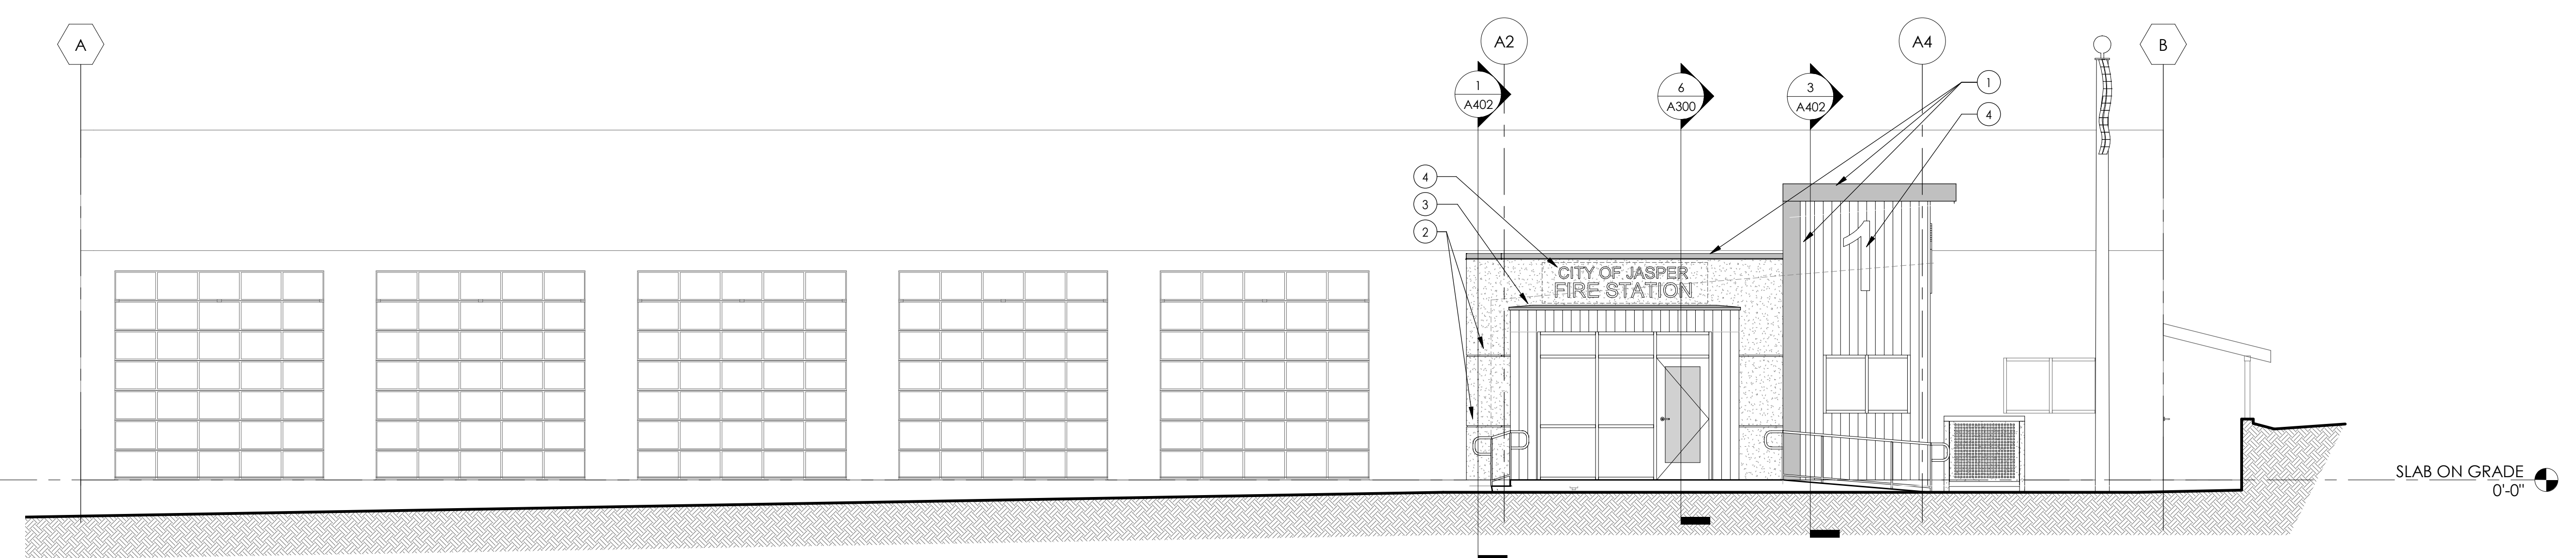 A
A2
A4
B
1
A402
6
A300
3
A402
1
4
4
3
2
CITY OF JASPER
FIRE STATION
1
SLAB ON GRADE
0'-0"